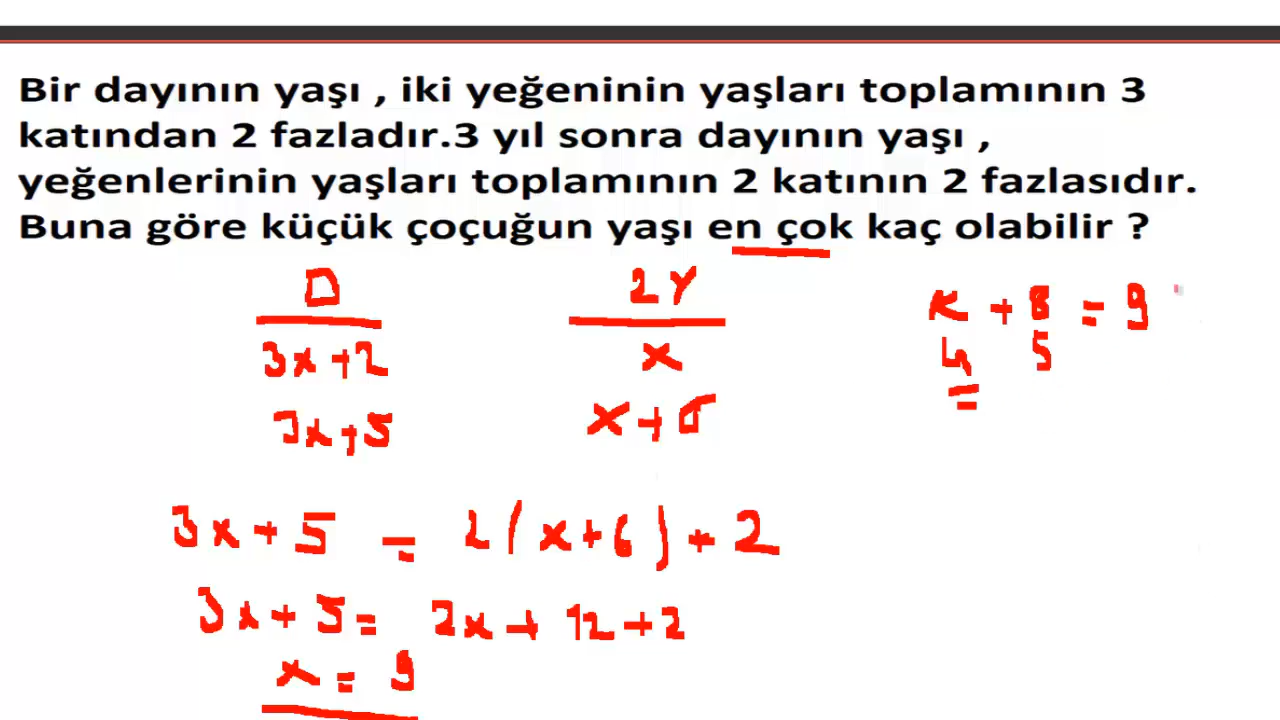 Bir dayının yaşı , iki yeğeninin yaşları toplamının 3
katından 2 fazladır.3 yıl sonra dayının yaşı ,
yeğenlerinin yaşları toplamının 2 katının 2 fazlasıdır.
Buna göre küçük çoçuğun yaşı en çok kaç olabilir ?
D 2Y
3x+2 x
3x+5 x+6
K + B = 9
4 5
3x + 5 = 2(x+6) + 2
3x + 5 = 2x + 12 + 2
x = 9